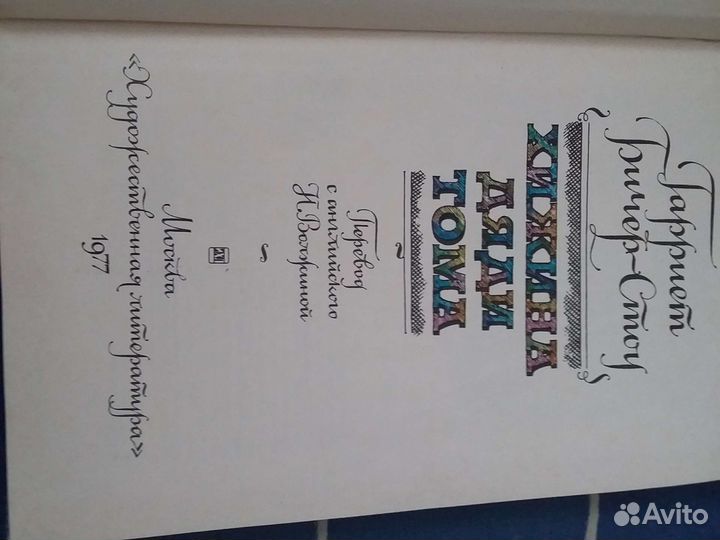 Гарриет
Бичер-Стоу
ХИЖИНА
ДЯДИ
ТОМА
Перевод
с английского
Н. Волжиной
Москва
«Художественная литература»
1977
Avito